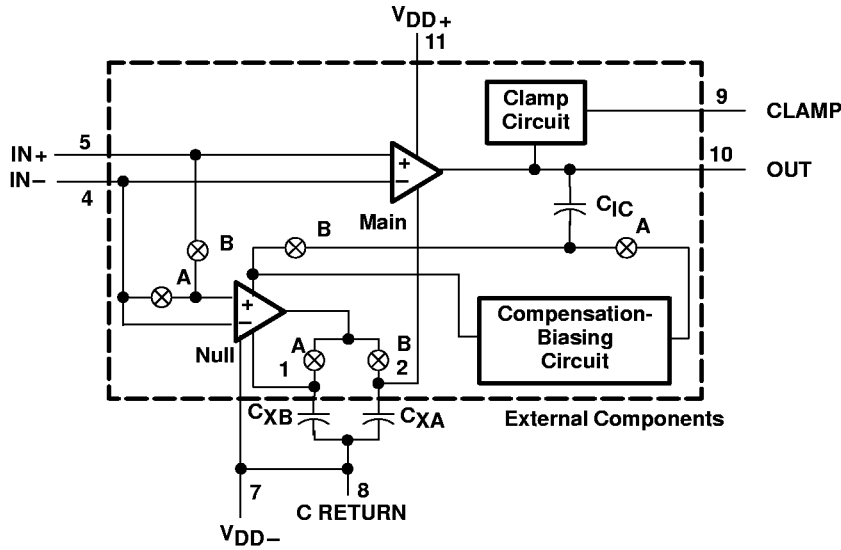 VDD+
11
9
CLAMP
Clamp
Circuit
5
IN+
IN−
4
+
−
10
OUT
Main
CIC
B
B
A
A
+
−
Compensation-
Biasing
Circuit
Null
A
1
B
2
CXB
CXA
External Components
7
8
C RETURN
VDD−